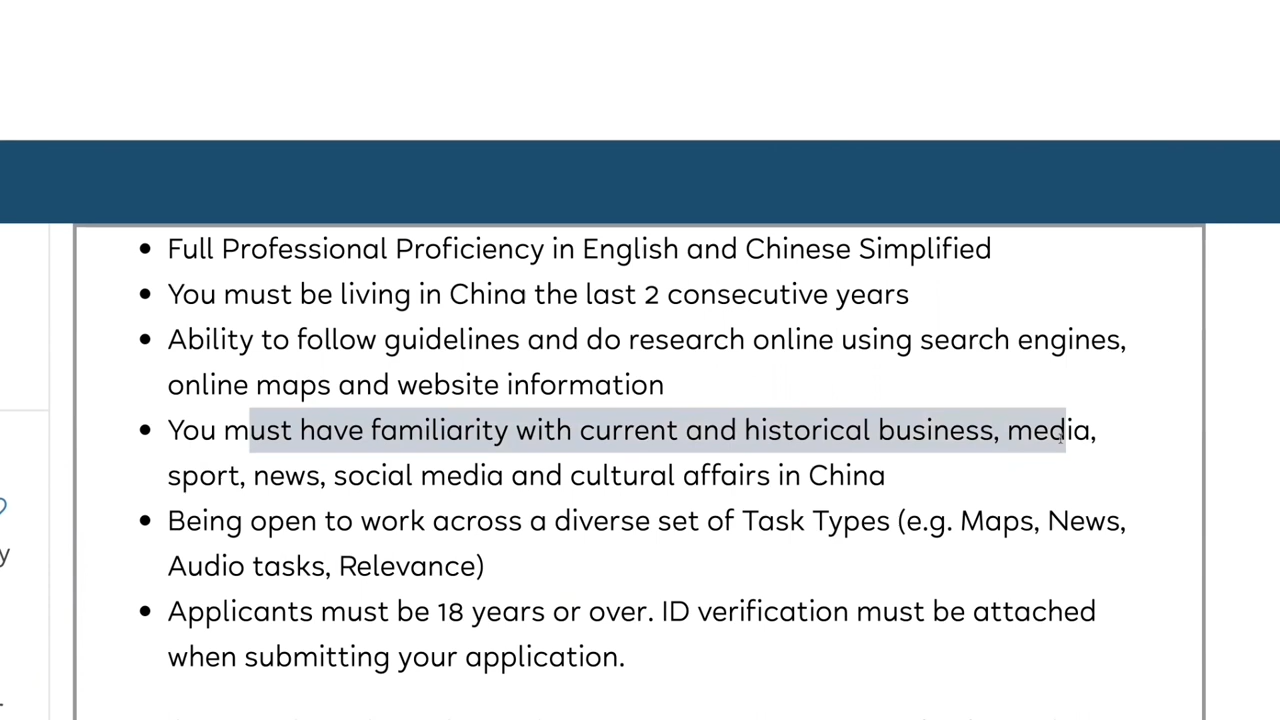 Full Professional Proficiency in English and Chinese Simplified
You must be living in China the last 2 consecutive years
Ability to follow guidelines and do research online using search engines,
online maps and website information
You must have familiarity with current and historical business, media,
sport, news, social media and cultural affairs in China
Being open to work across a diverse set of Task Types (e.g. Maps, News,
Audio tasks, Relevance)
Applicants must be 18 years or over. ID verification must be attached
when submitting your application.
y